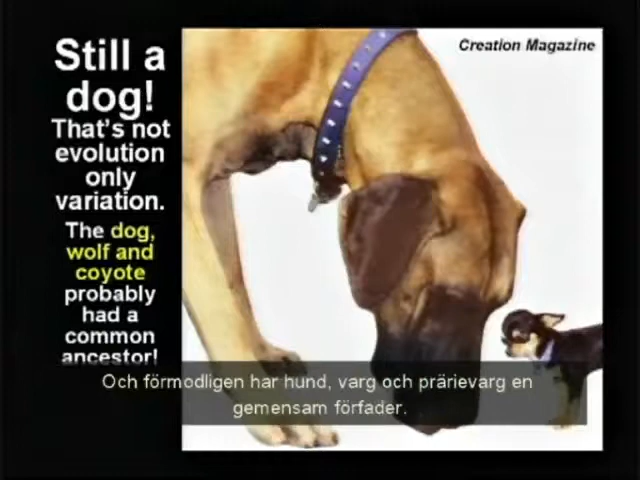 Still a
dog!
That's not
evolution
only
variation.
The dog,
wolf and
coyote
probably
had a
common
ancestor!
Creation Magazine
Och förmodligen har hund, varg och prärievarg en
gemensam förfader.